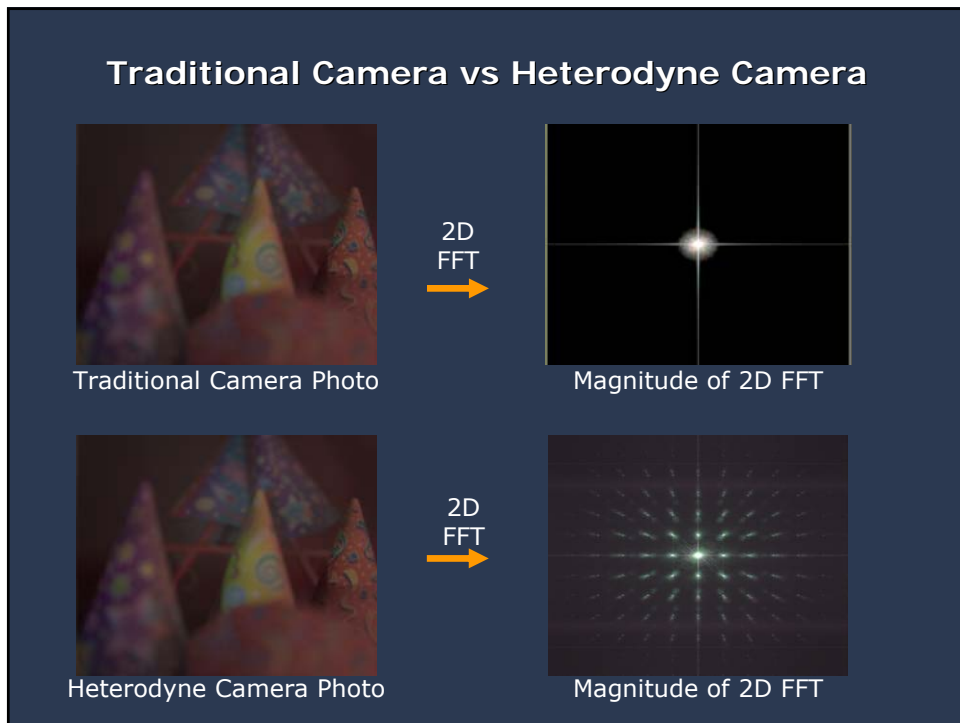 Traditional Camera vs Heterodyne Camera
2D
FFT
Traditional Camera Photo
Magnitude of 2D FFT
2D
FFT
Heterodyne Camera Photo
Magnitude of 2D FFT